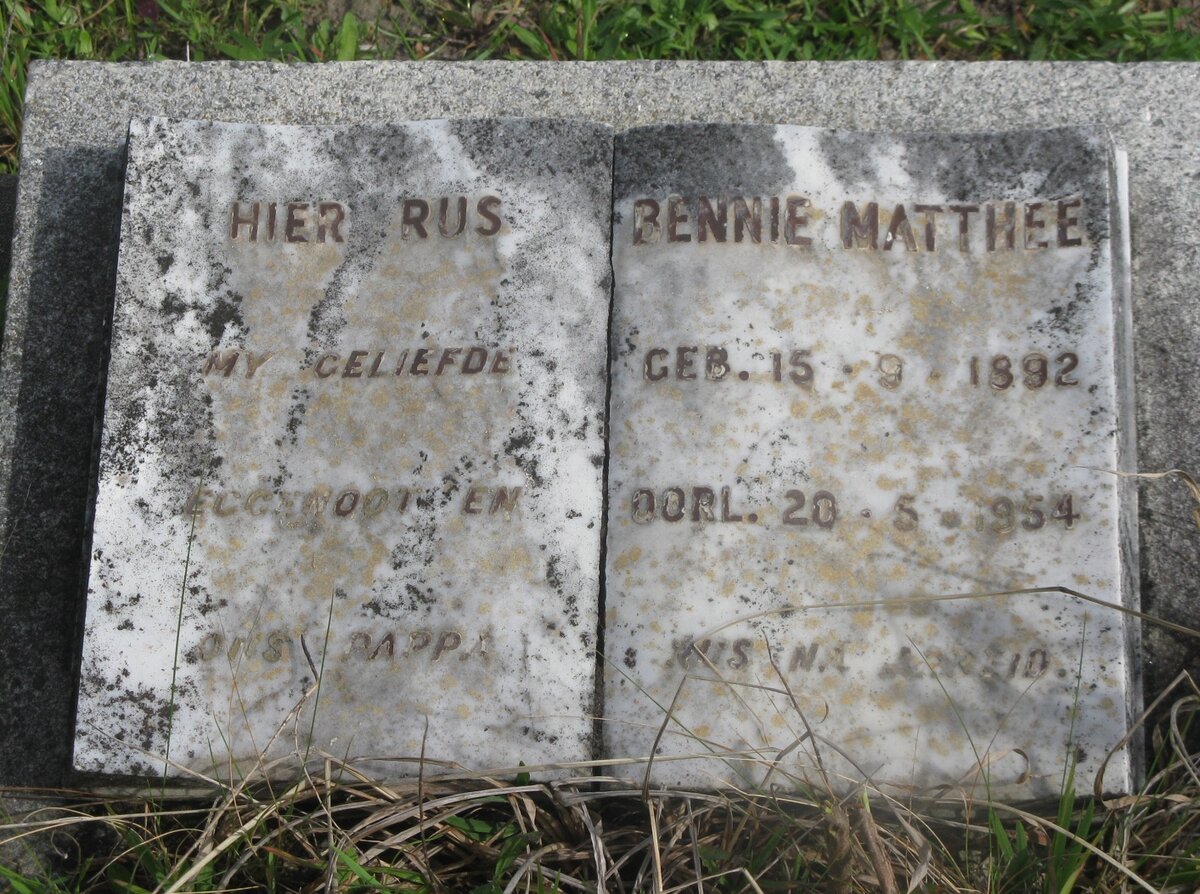 HIER RUS
MY GELIEFDE
EGGENOOT EN
ONS PAPPA
BENNIE MATTHEE
GEB. 15 . 9 . 1892
OORL. 20 . 5 . 1954
RUS NA ARBEID.